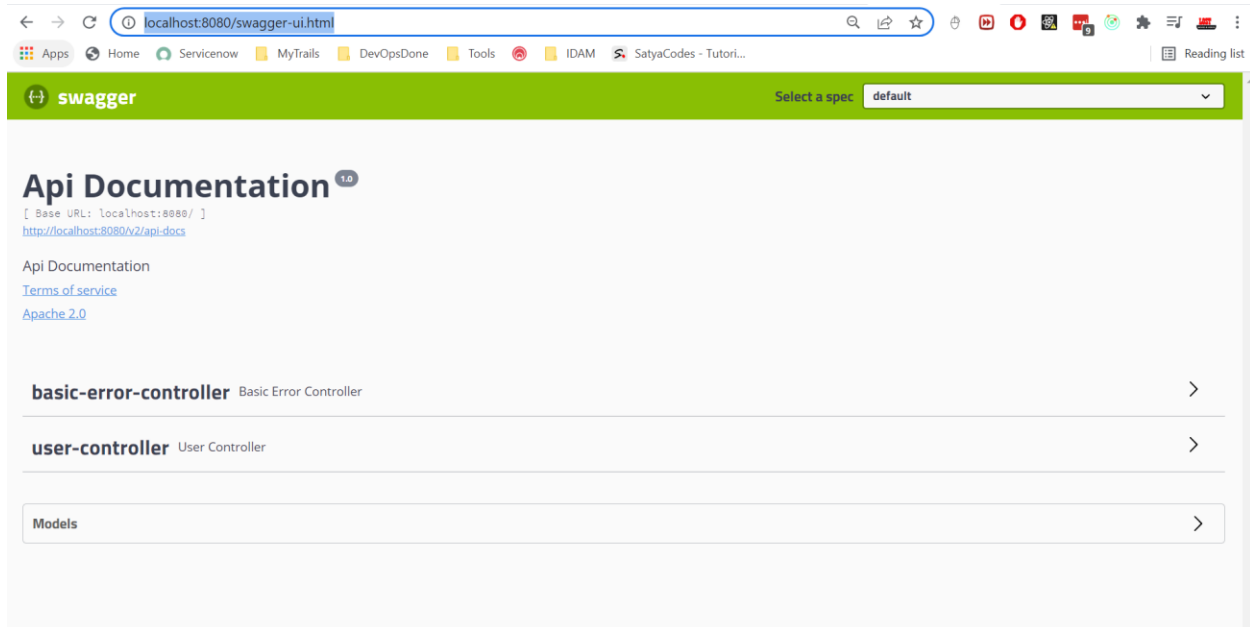 localhost:8080/swagger-ui.html
9
Apps Home Servicenow MyTrails DevOpsDone Tools IDAM S. SatyaCodes - Tutori... Reading list
{···} swagger Select a spec default
Api Documentation 1.0
[ Base URL: localhost:8080/ ]
http://localhost:8080/v2/api-docs
Api Documentation
Terms of service
Apache 2.0
basic-error-controller Basic Error Controller
user-controller User Controller
Models